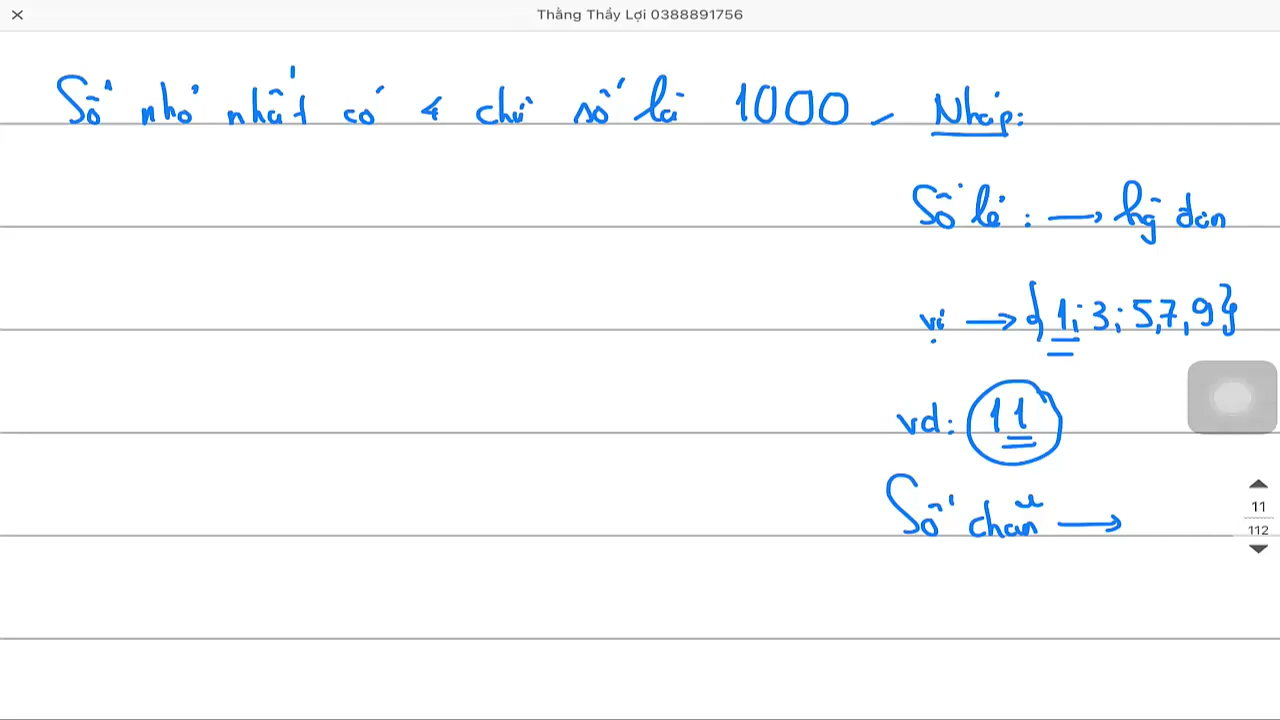 Thằng Thầy Lợi 0388891756
Số nhỏ nhất có 4 chữ số là 1000 - Nháp:
Số lẻ : → hg đơn
vị → {1; 3; 5, 7, 9}
vd: 11
Số chẵn →
11
112